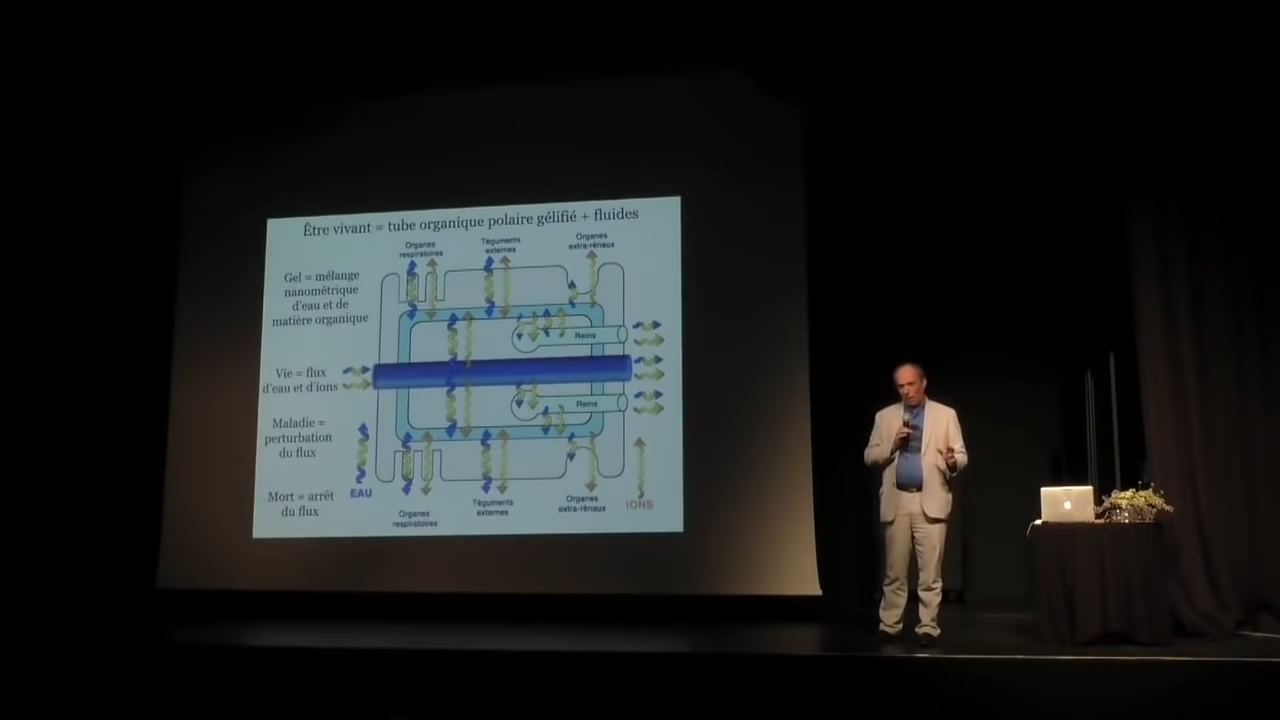 Être vivant = tube organique polaire gélifié + fluides
Organes
respiratoires
Téguments
externes
Organes
extra-rénaux
Gel = mélange
nanométrique
d'eau et de
matière organique
Reins
Vie = flux
d'eau et d'ions
Reins
Maladie =
perturbation
du flux
Mort = arrêt
du flux
EAU
Organes
respiratoires
Téguments
externes
Organes
extra-rénaux
IONS